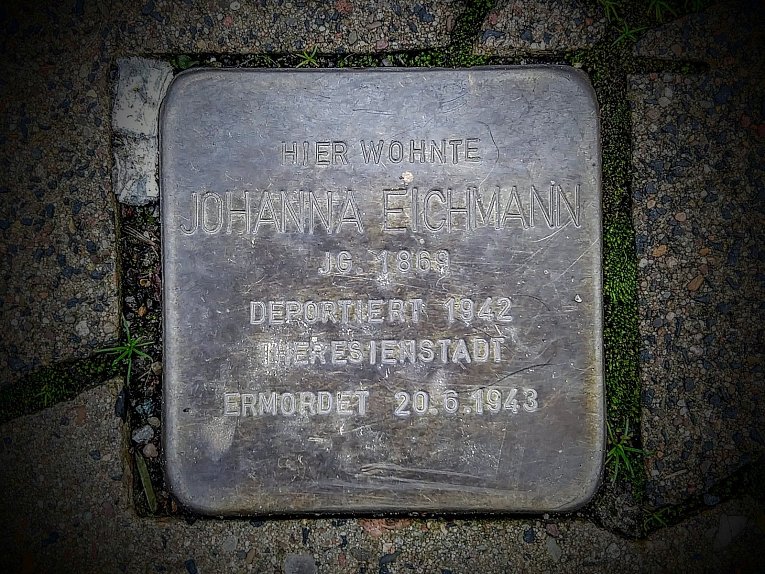 HIER WOHNTE
JOHANNA EICHMANN
JG. 1869
DEPORTIERT 1942
THERESIENSTADT
ERMORDET 20.6.1943